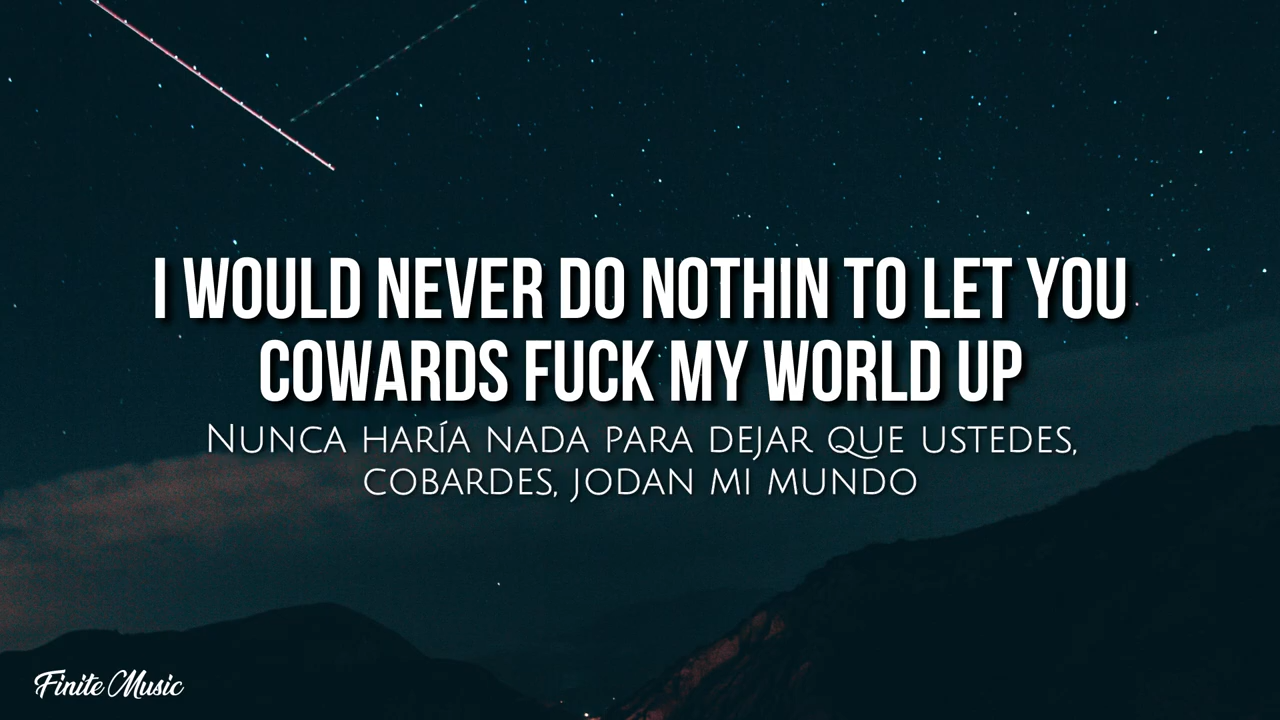 I WOULD NEVER DO NOTHIN TO LET YOU
COWARDS FUCK MY WORLD UP
Nunca haría nada para dejar que ustedes,
cobardes, jodan mi mundo
Finite Music